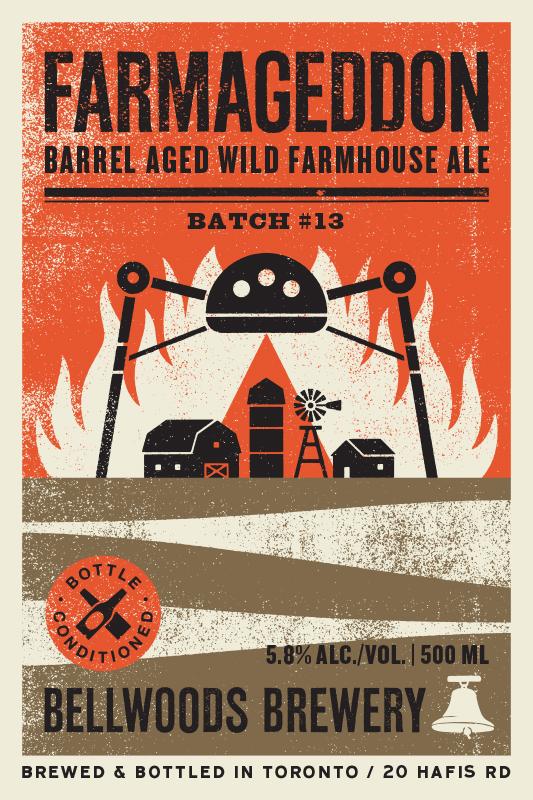 FARMAGEDDON
BARREL AGED WILD FARMHOUSE ALE
BATCH #13
BOTTLE
• CONDITIONED •
5.8% ALC./VOL. | 500 ML
BELLWOODS BREWERY
BREWED & BOTTLED IN TORONTO / 20 HAFIS RD